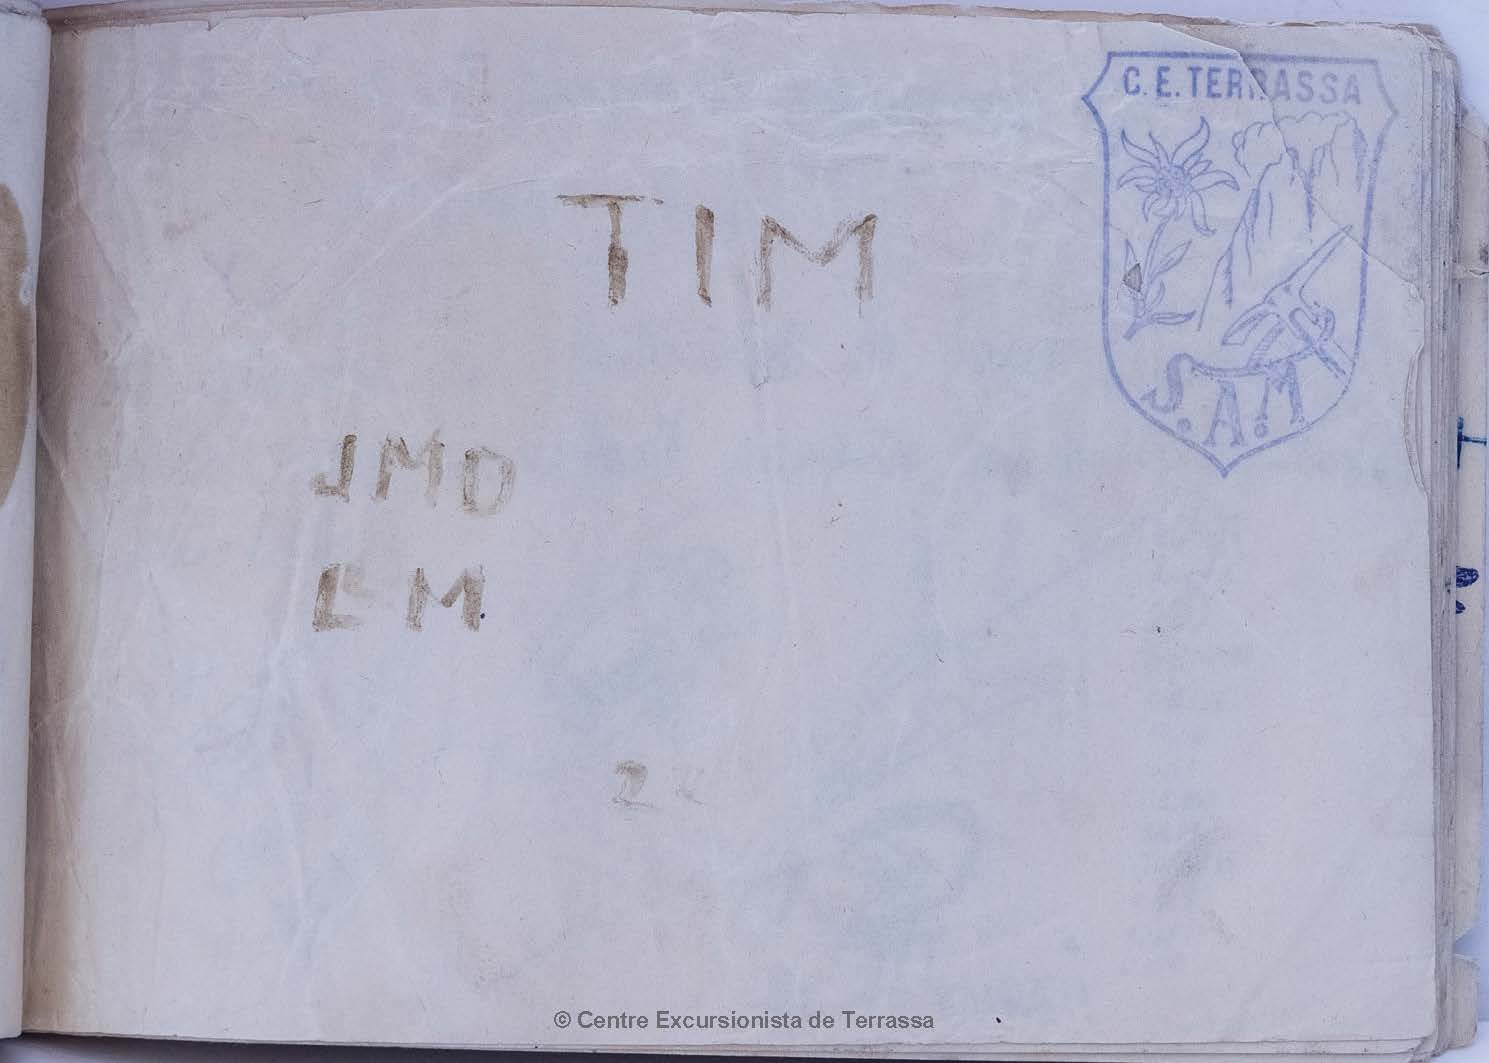 C. E. TERRASSA
TIM
S. A. M
JMD
LM
2
© Centre Excursionista de Terrassa